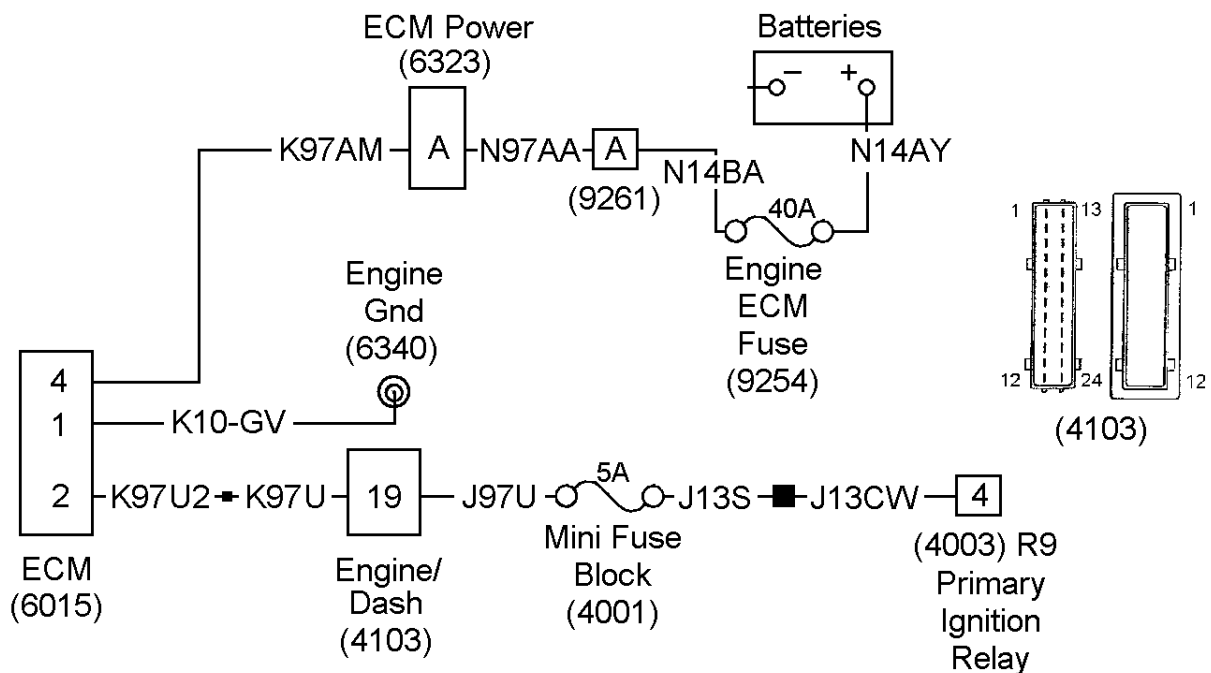 ECM Power
(6323)
Batteries
− +
K97AM A N97AA A N14BA N14AY
(9261)
40A
Engine
ECM
Fuse
(9254)
Engine
Gnd
(6340)
1 13 1
12 24 12
(4103)
4
1 K10-GV
2 K97U2 K97U 19 J97U 5A J13S J13CW 4
ECM
(6015)
Engine/
Dash
(4103)
Mini Fuse
Block
(4001)
(4003) R9
Primary
Ignition
Relay